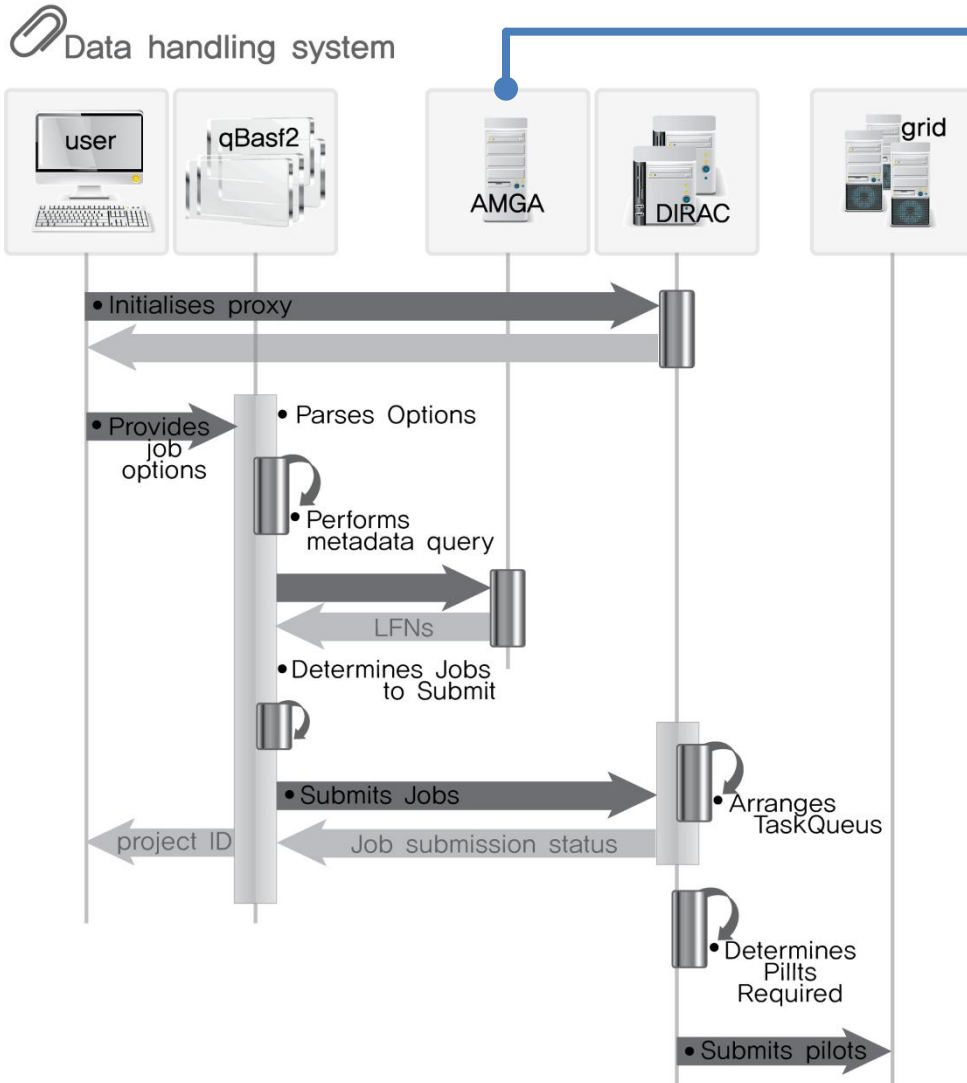 Data handling system
user
qBasf2
AMGA
DIRAC
grid
• Initialises proxy
• Provides
job
options
• Parses Options
• Performs
metadata query
LFNs
• Determines Jobs
to Submit
• Submits Jobs
• Arranges
TaskQueus
project ID
Job submission status
• Determines
Pillts
Required
• Submits pilots